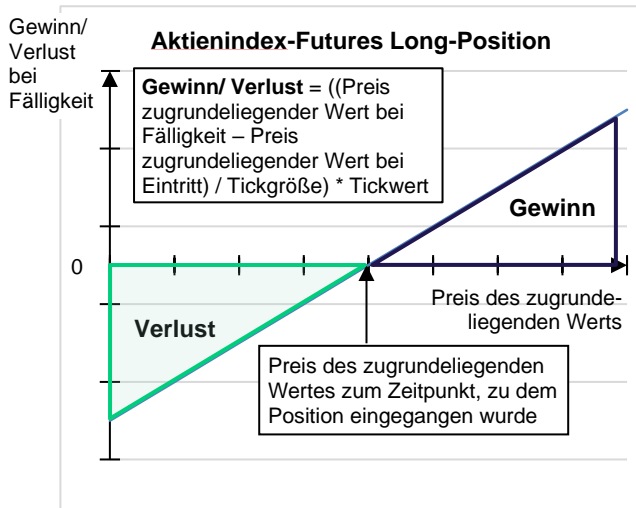 Gewinn/
Verlust
bei
Fälligkeit
Aktienindex-Futures Long-Position
Gewinn/ Verlust = ((Preis
zugrundeliegender Wert bei
Fälligkeit – Preis
zugrundeliegender Wert bei
Eintritt) / Tickgröße) * Tickwert
Gewinn
0
Preis des zugrunde-
liegenden Werts
Verlust
Preis des zugrundeliegenden
Wertes zum Zeitpunkt, zu dem
Position eingegangen wurde